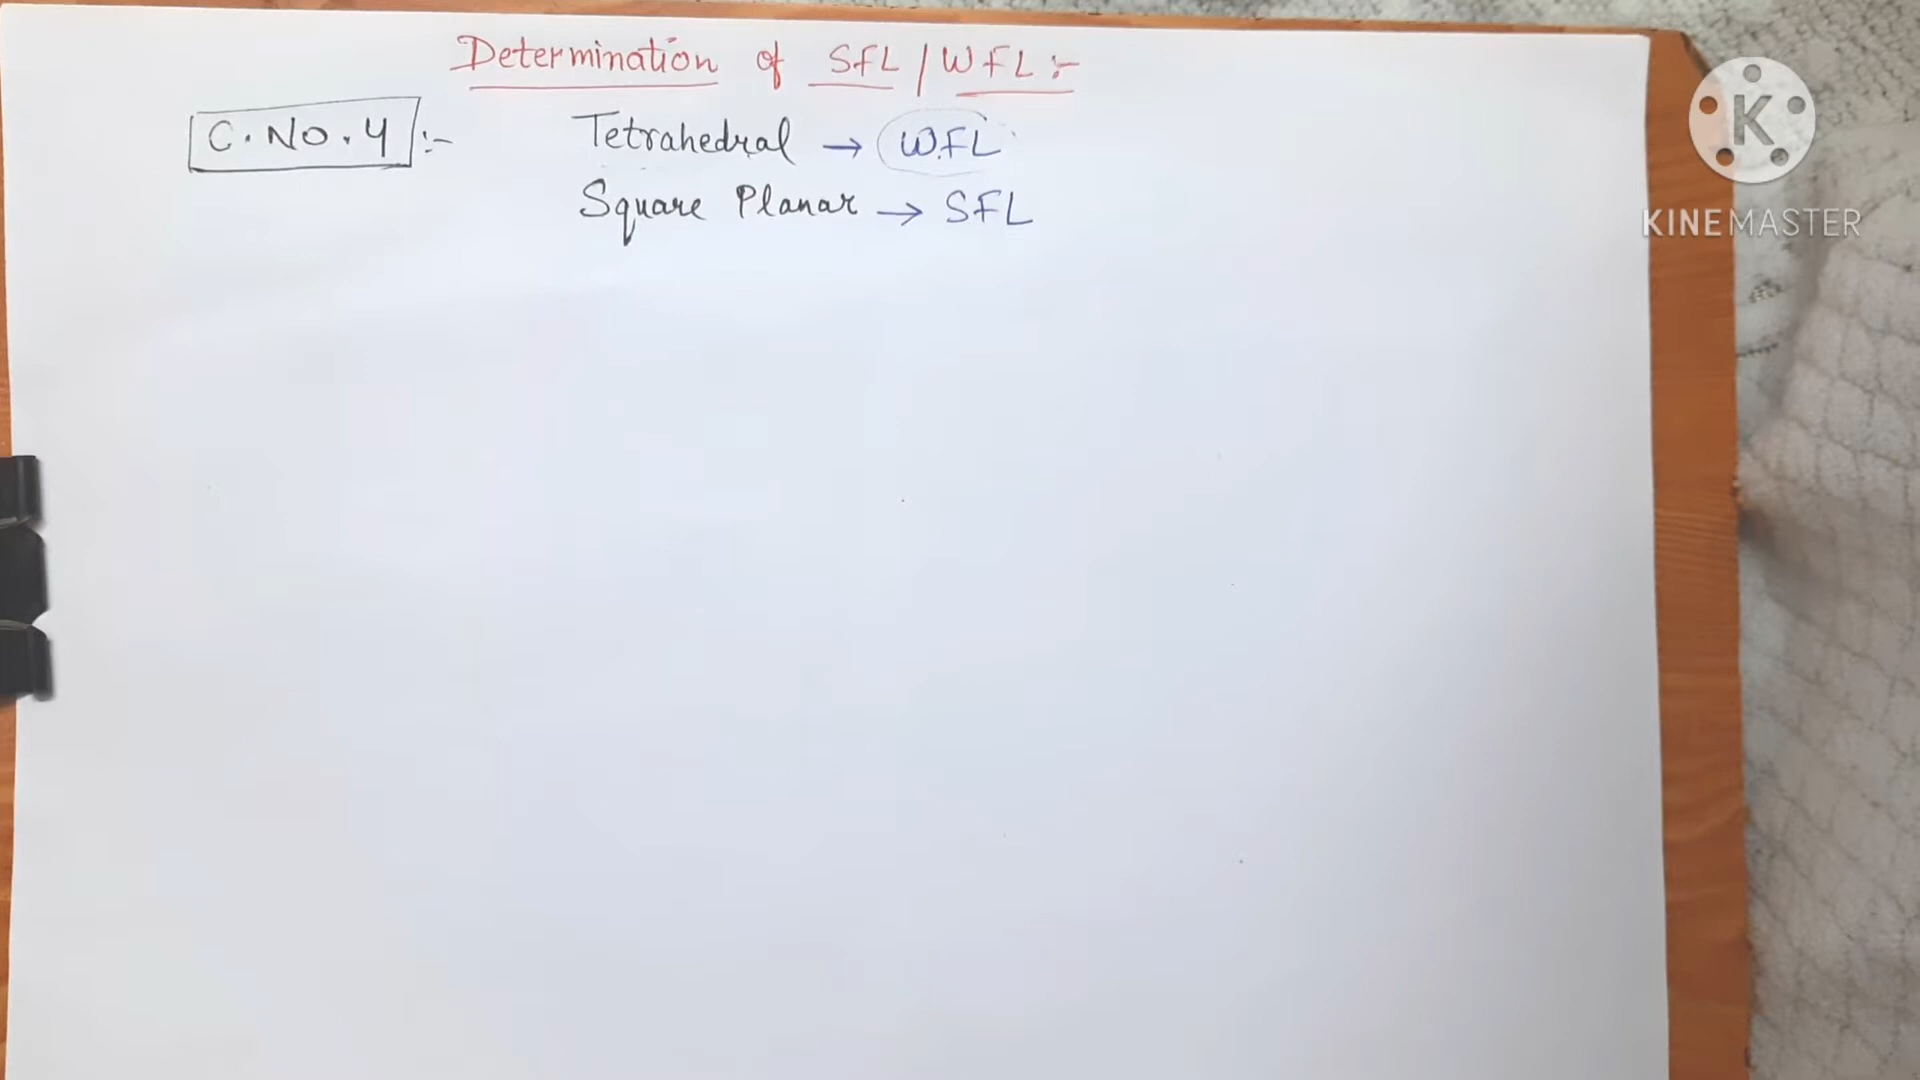 Determination of SFL / WFL :-
C. No. 4 :- Tetrahedral → WFL
Square Planar → SFL
K
KINEMASTER